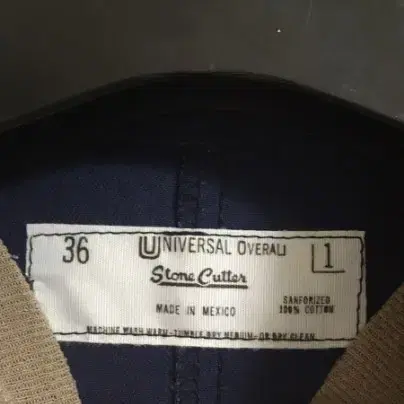 36 UNIVERSAL OVERALL 1
Stone Cutter
MADE IN MEXICO
SANFORIZED
100% COTTON
MACHINE WASH WARM-TUMBLE DRY MEDIUM-OR DRY CLEAN